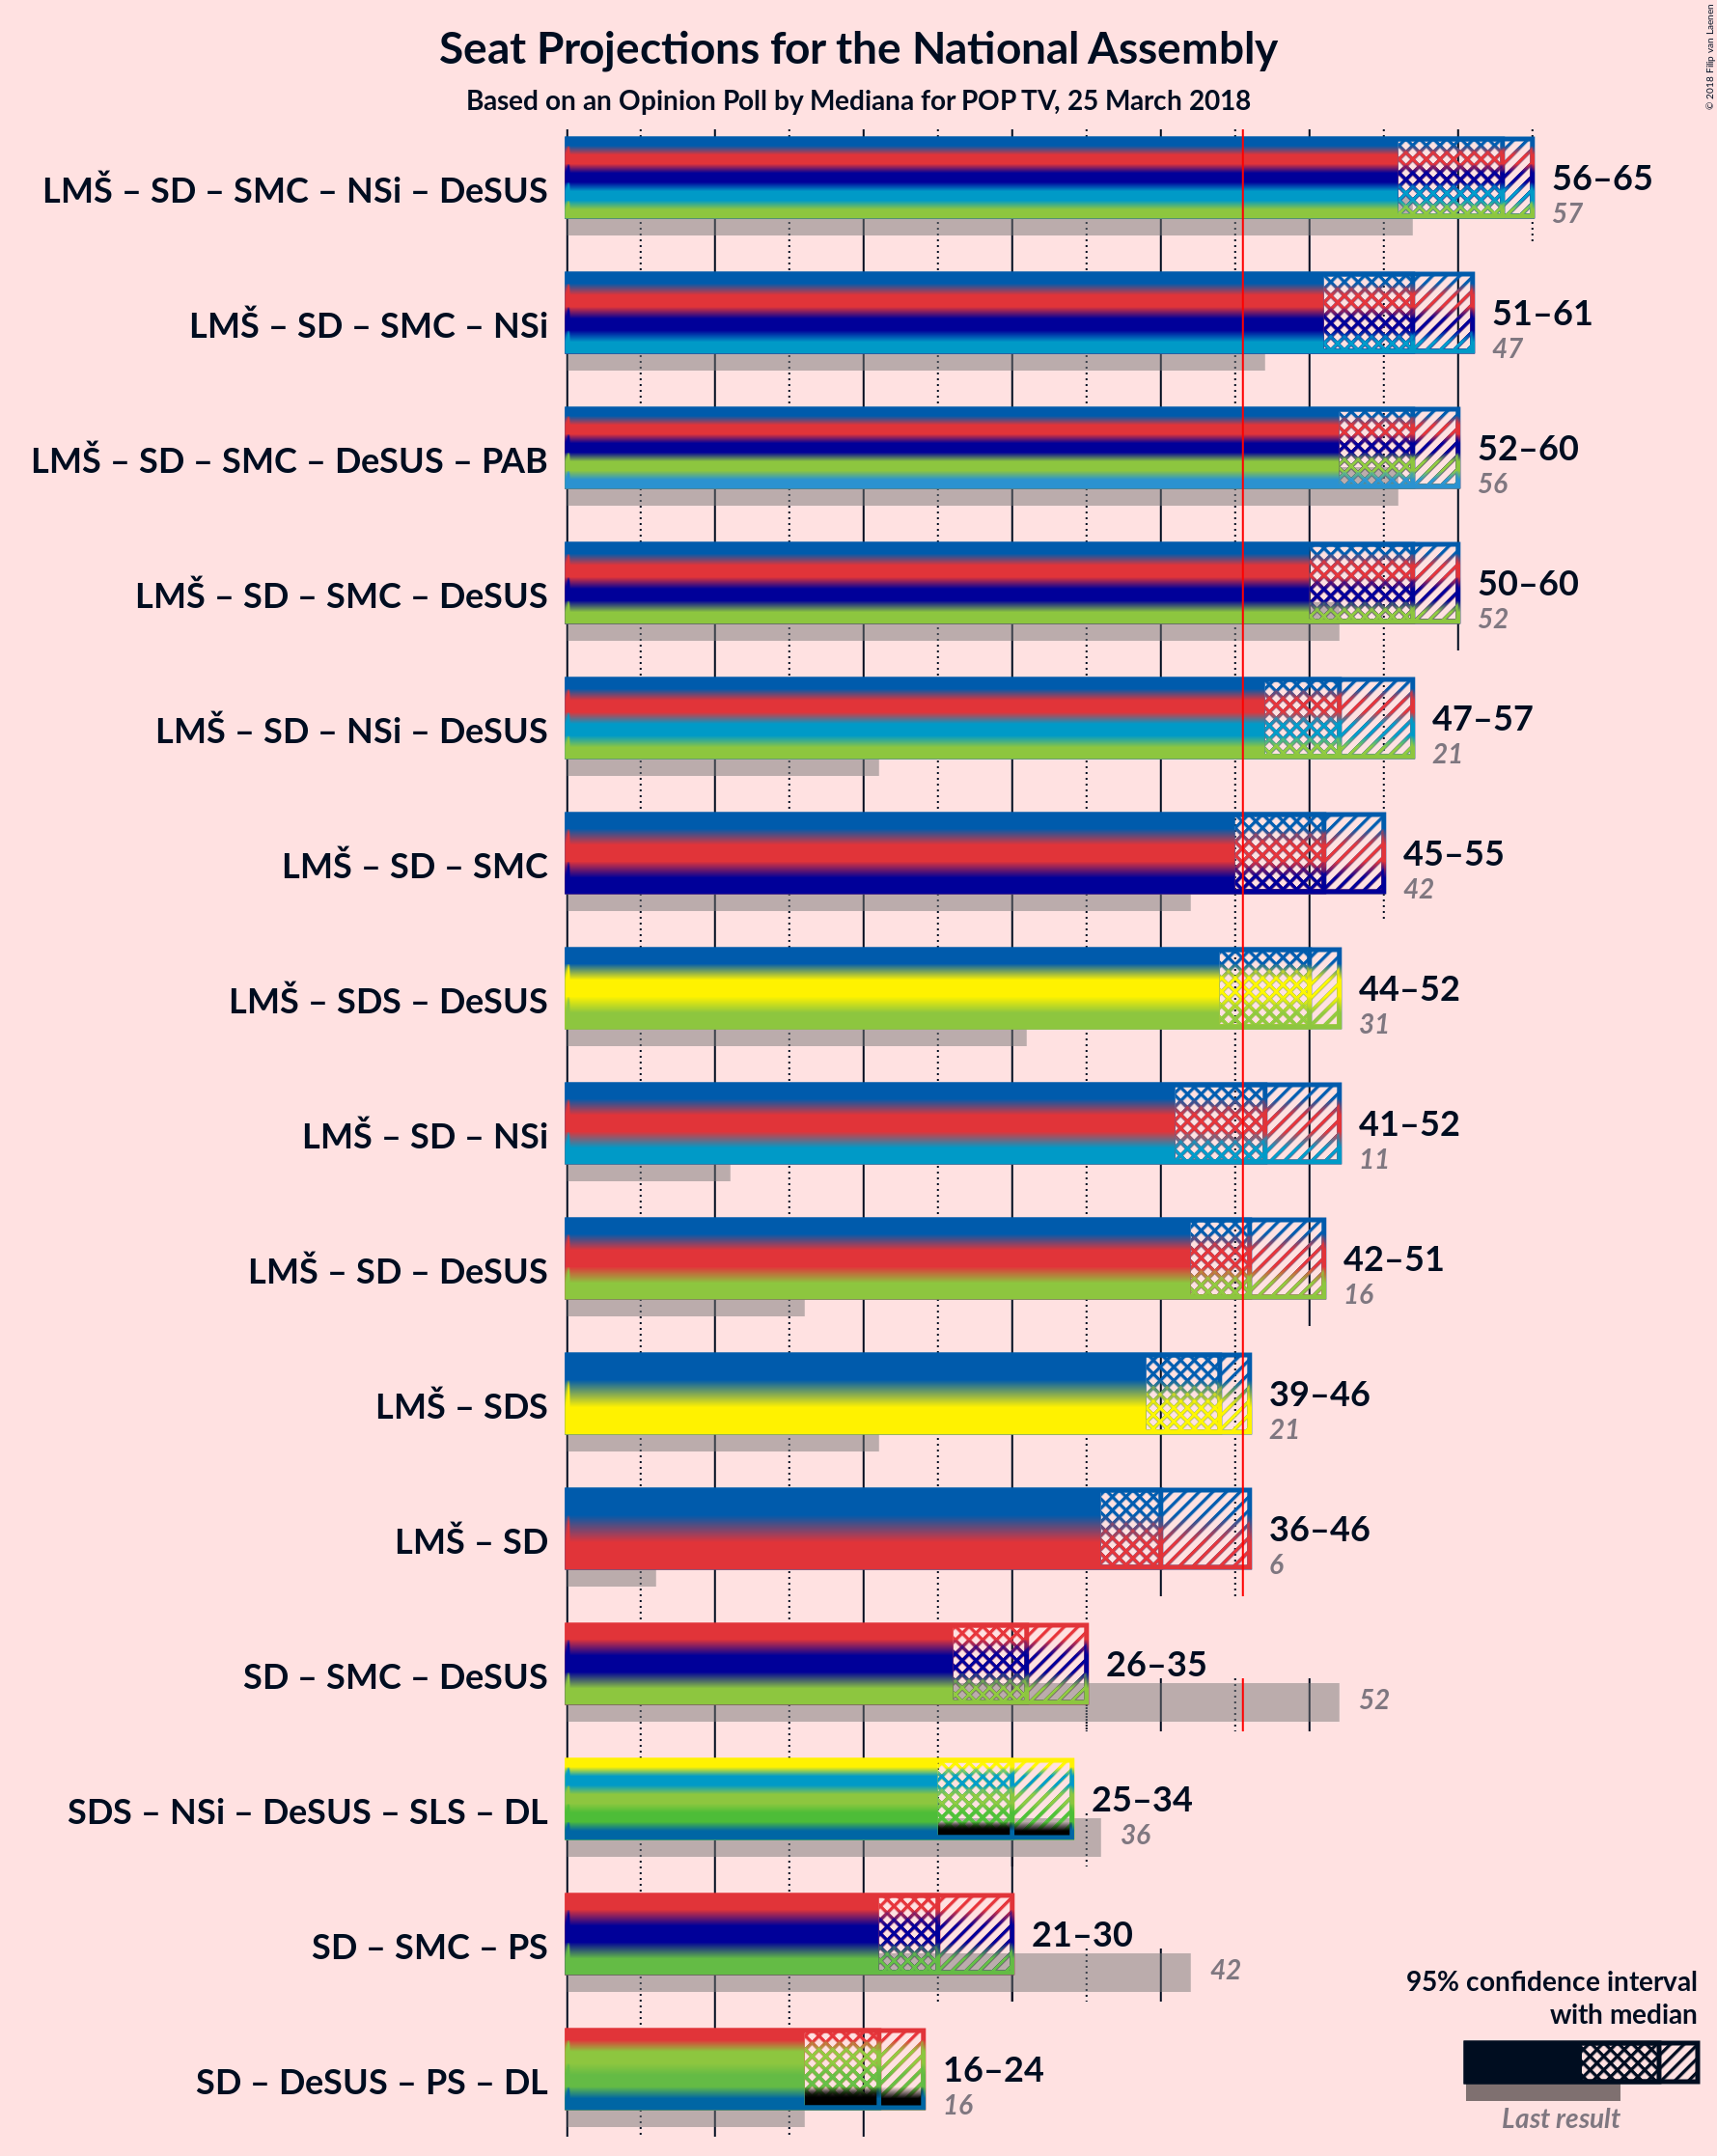 Seat Projections for the National Assembly
Based on an Opinion Poll by Mediana for POP TV, 25 March 2018
© 2018 Filip van Laenen
LMŠ – SD – SMC – NSi – DeSUS
56–65
57
LMŠ – SD – SMC – NSi
51–61
47
LMŠ – SD – SMC – DeSUS – PAB
52–60
56
LMŠ – SD – SMC – DeSUS
50–60
52
LMŠ – SD – NSi – DeSUS
47–57
21
LMŠ – SD – SMC
45–55
42
LMŠ – SDS – DeSUS
44–52
31
LMŠ – SD – NSi
41–52
11
LMŠ – SD – DeSUS
42–51
16
LMŠ – SDS
39–46
21
LMŠ – SD
36–46
6
SD – SMC – DeSUS
26–35
52
SDS – NSi – DeSUS – SLS – DL
25–34
36
SD – SMC – PS
21–30
42
SD – DeSUS – PS – DL
16–24
16
95% confidence interval
with median
Last result